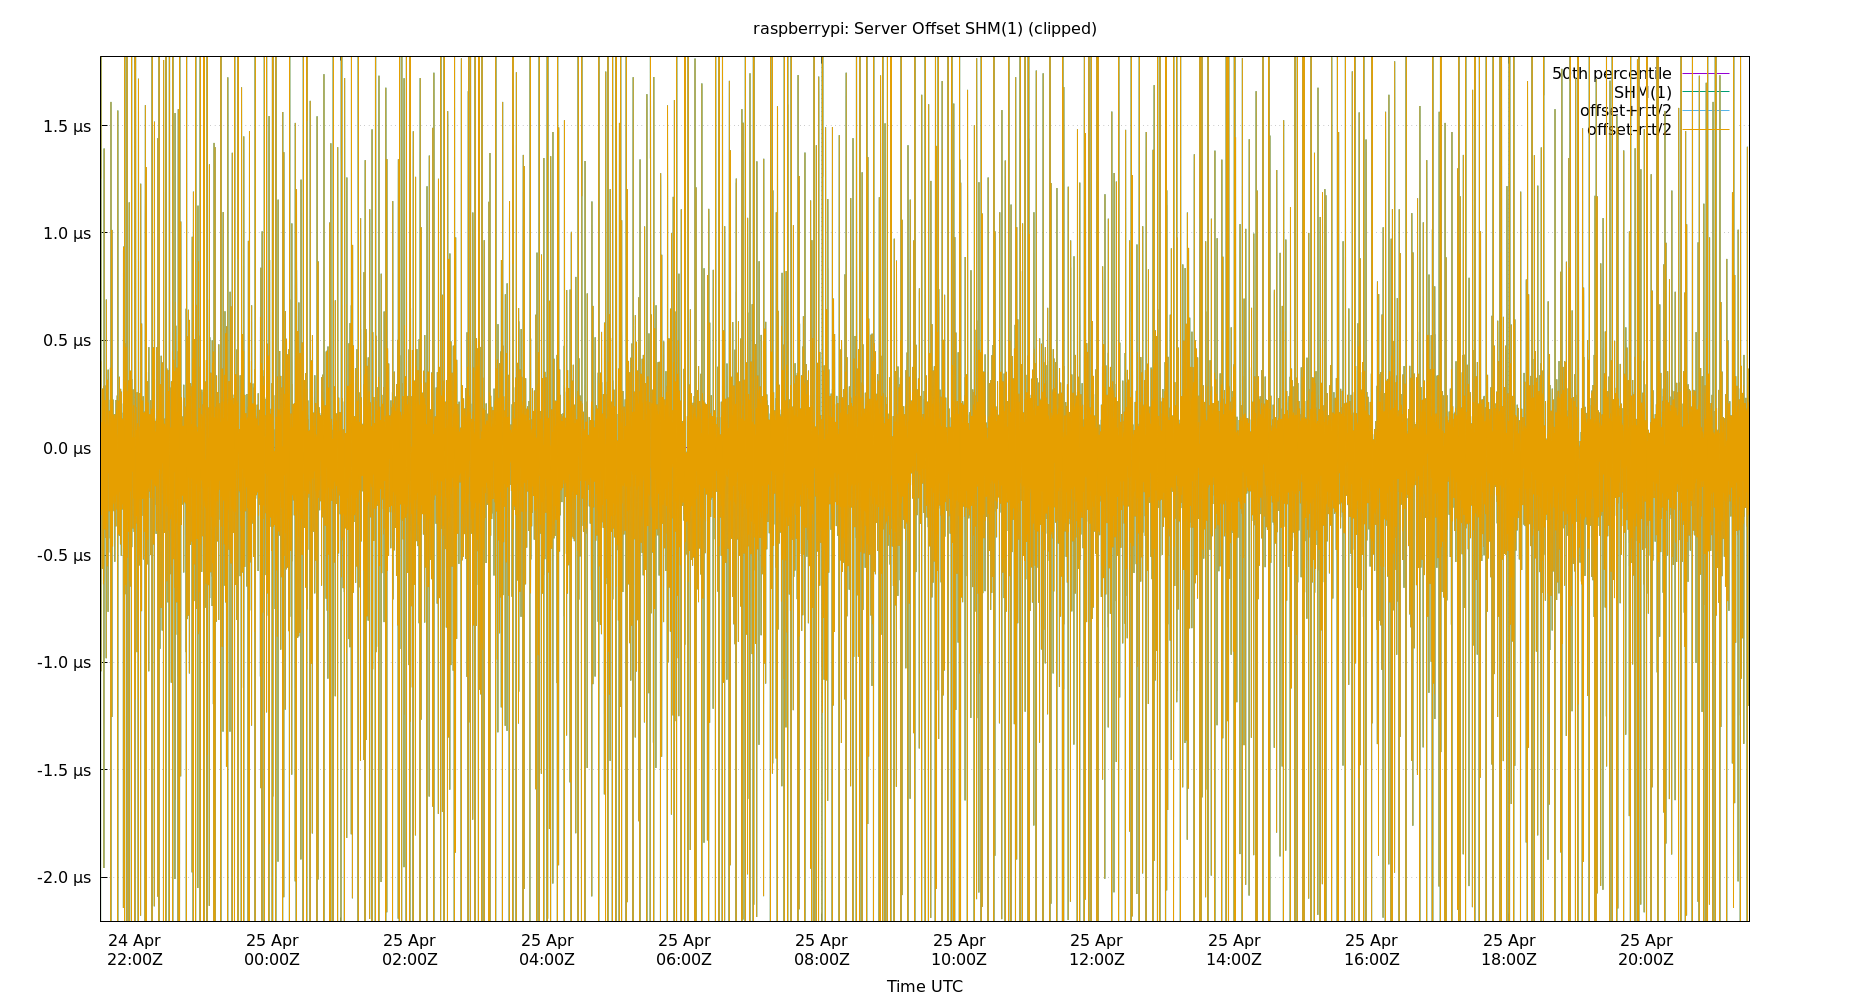 raspberrypi: Server Offset SHM(1) (clipped)
50th percentile
SHM(1)
offset+rtt/2
offset-rtt/2
1.5 µs
1.0 µs
0.5 µs
0.0 µs
-0.5 µs
-1.0 µs
-1.5 µs
-2.0 µs
24 Apr 25 Apr 25 Apr 25 Apr 25 Apr 25 Apr 25 Apr 25 Apr 25 Apr 25 Apr 25 Apr 25 Apr
22:00Z 00:00Z 02:00Z 04:00Z 06:00Z 08:00Z 10:00Z 12:00Z 14:00Z 16:00Z 18:00Z 20:00Z
Time UTC